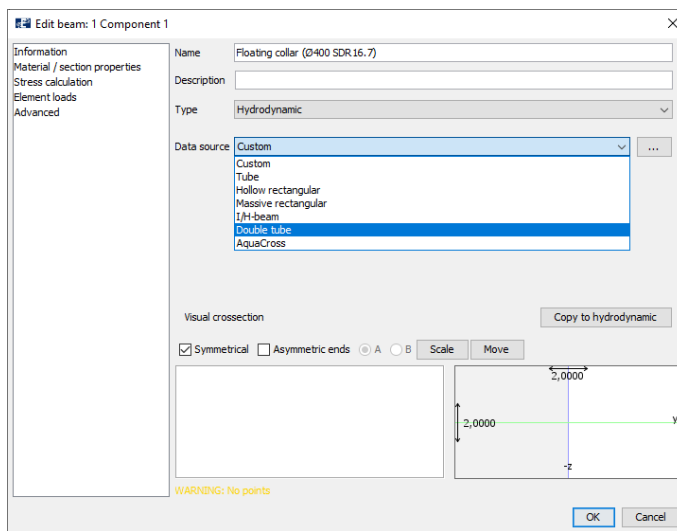 Edit beam: 1 Component 1
Information
Material / section properties
Stress calculation
Element loads
Advanced
Name Floating collar (Ø400 SDR16.7)
Description
Type Hydrodynamic
Data source Custom ...
Custom
Tube
Hollow rectangular
Massive rectangular
I/H-beam
Double tube
AquaCross
Visual crossection Copy to hydrodynamic
Symmetrical Asymmetric ends A B Scale Move
2,0000
2,0000
y
-z
WARNING: No points
OK Cancel